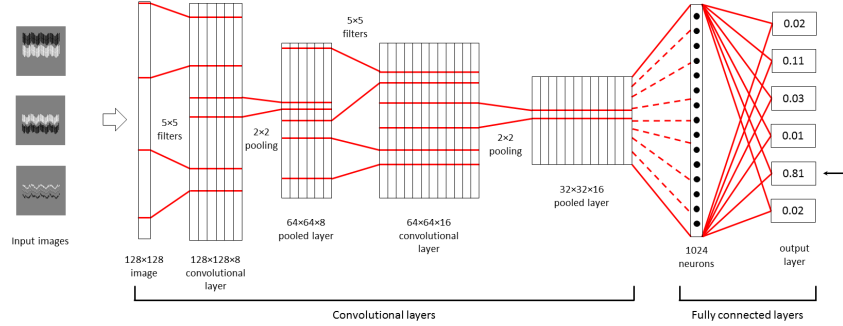 5×5
filters
0.02
0.11
0.03
0.01
0.81
0.02
5×5
filters
2×2
pooling
2×2
pooling
Input images
128×128
image
128×128×8
convolutional
layer
64×64×8
pooled layer
64×64×16
convolutional
layer
32×32×16
pooled layer
1024
neurons
output
layer
Convolutional layers
Fully connected layers